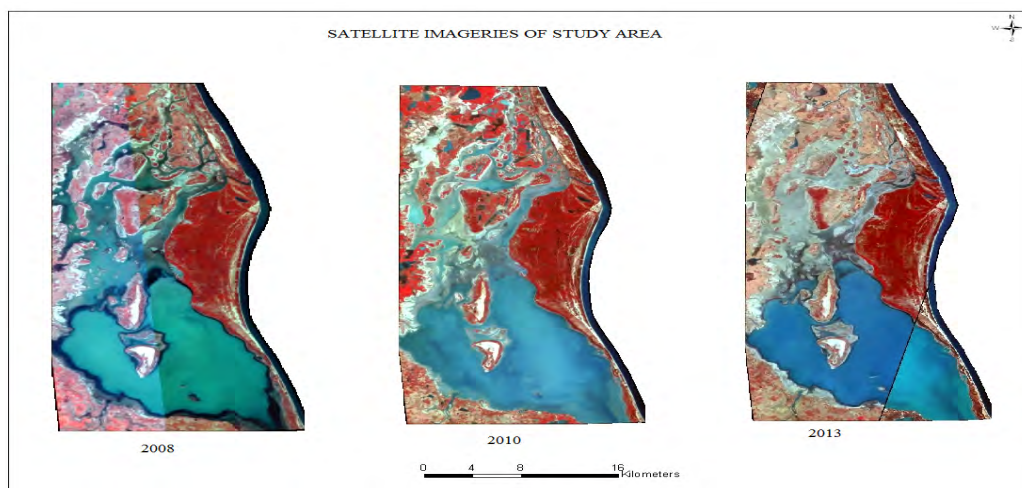 SATELLITE IMAGERIES OF STUDY AREA
N
W
S
2008
2010
2013
0 4 8 16
Kilometers